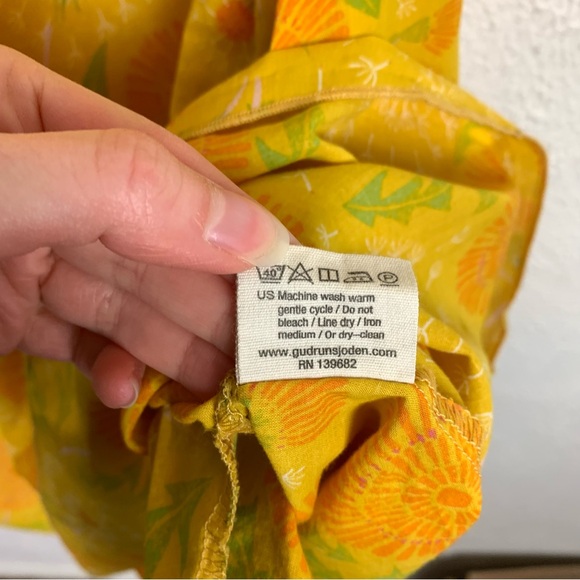 40°
P
US Machine wash warm
gentle cycle / Do not
bleach / Line dry / Iron
medium / Or dry-clean
www.gudrunsjoden.com
RN 139682